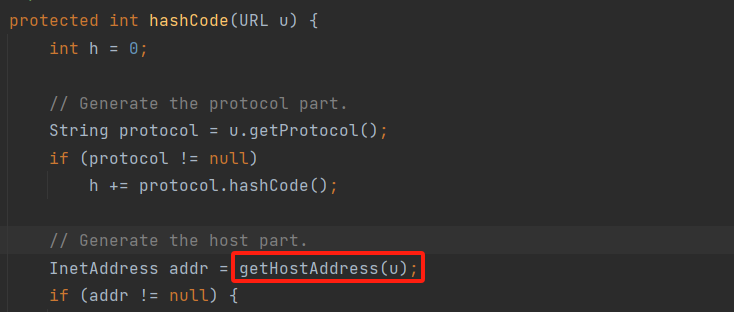 protected int hashCode(URL u) {
int h = 0;
// Generate the protocol part.
String protocol = u.getProtocol();
if (protocol != null)
h += protocol.hashCode();
// Generate the host part.
InetAddress addr = getHostAddress(u);
if (addr != null) {